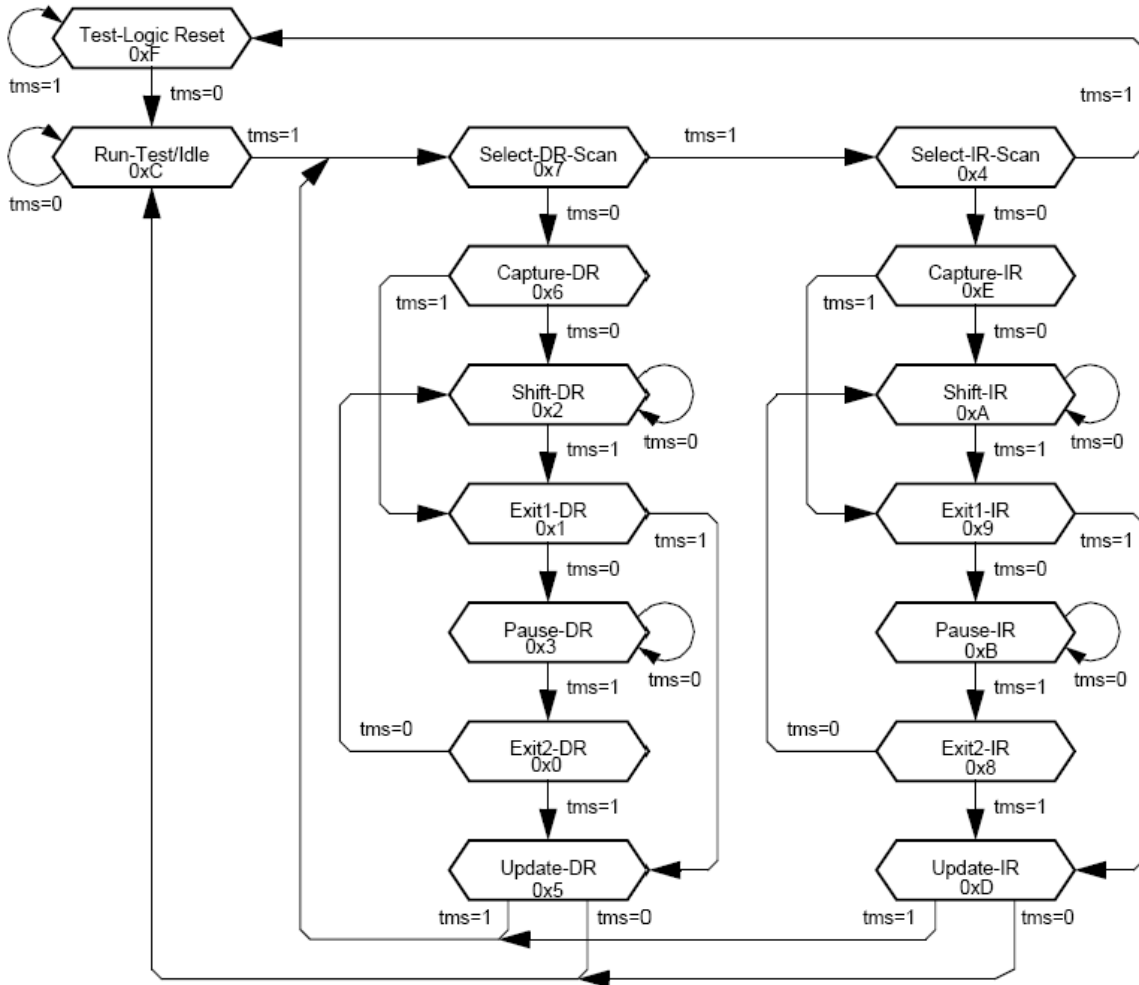 Test-Logic Reset
0xF
tms=1
tms=0
tms=1
Run-Test/Idle
0xC
tms=0
tms=1
Select-DR-Scan
0x7
tms=1
Select-IR-Scan
0x4
tms=0
tms=0
Capture-DR
0x6
Capture-IR
0xE
tms=1
tms=1
tms=0
tms=0
Shift-DR
0x2
Shift-IR
0xA
tms=0
tms=0
tms=1
tms=1
Exit1-DR
0x1
Exit1-IR
0x9
tms=1
tms=1
tms=0
tms=0
Pause-DR
0x3
Pause-IR
0xB
tms=0
tms=0
tms=1
tms=1
tms=0
tms=0
Exit2-DR
0x0
Exit2-IR
0x8
tms=1
tms=1
Update-DR
0x5
Update-IR
0xD
tms=1
tms=0
tms=1
tms=0